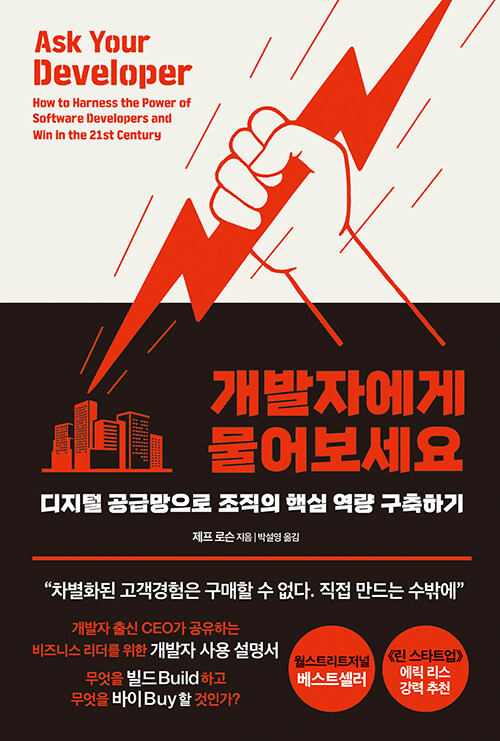 Ask Your
Developer
How to Harness the Power of
Software Developers and
Win in the 21st Century
개발자에게
물어보세요
디지털 공급망으로 조직의 핵심 역량 구축하기
제프 로슨 지음 | 박설영 옮김
“차별화된 고객경험은 구매할 수 없다. 직접 만드는 수밖에”
개발자 출신 CEO가 공유하는
비즈니스 리더를 위한 개발자 사용 설명서
무엇을 빌드Build하고
무엇을 바이Buy할 것인가?
월스트리트저널
베스트셀러
《린 스타트업》
에릭 리스
강력 추천